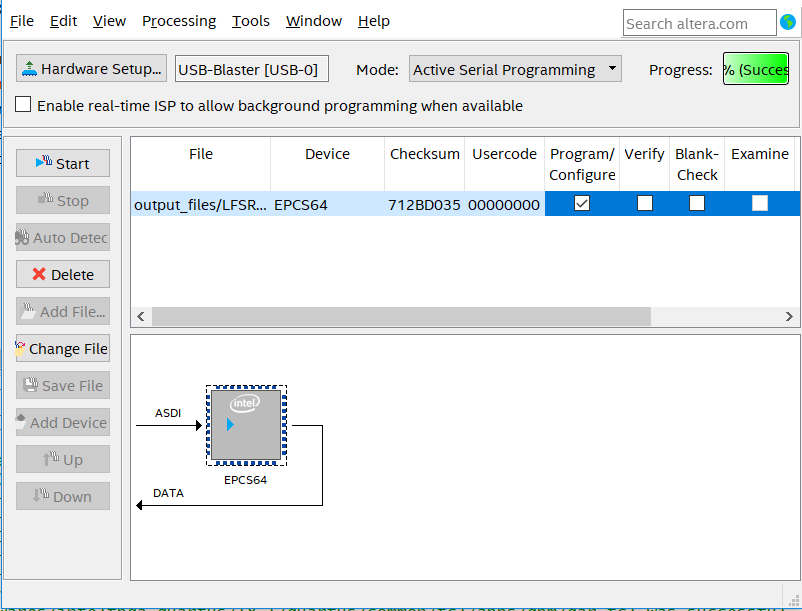 File Edit View Processing Tools Window Help
Search altera.com
Hardware Setup... USB-Blaster [USB-0] Mode: Active Serial Programming Progress: % (Succes
Enable real-time ISP to allow background programming when available
Start
Stop
Auto Detec
Delete
Add File...
Change File
Save File
Add Device
Up
Down
File Device Checksum Usercode Program/ Verify Blank- Examine
Configure Check
output_files/LFSR... EPCS64 712BD035 00000000
intel
ASDI
EPCS64
DATA